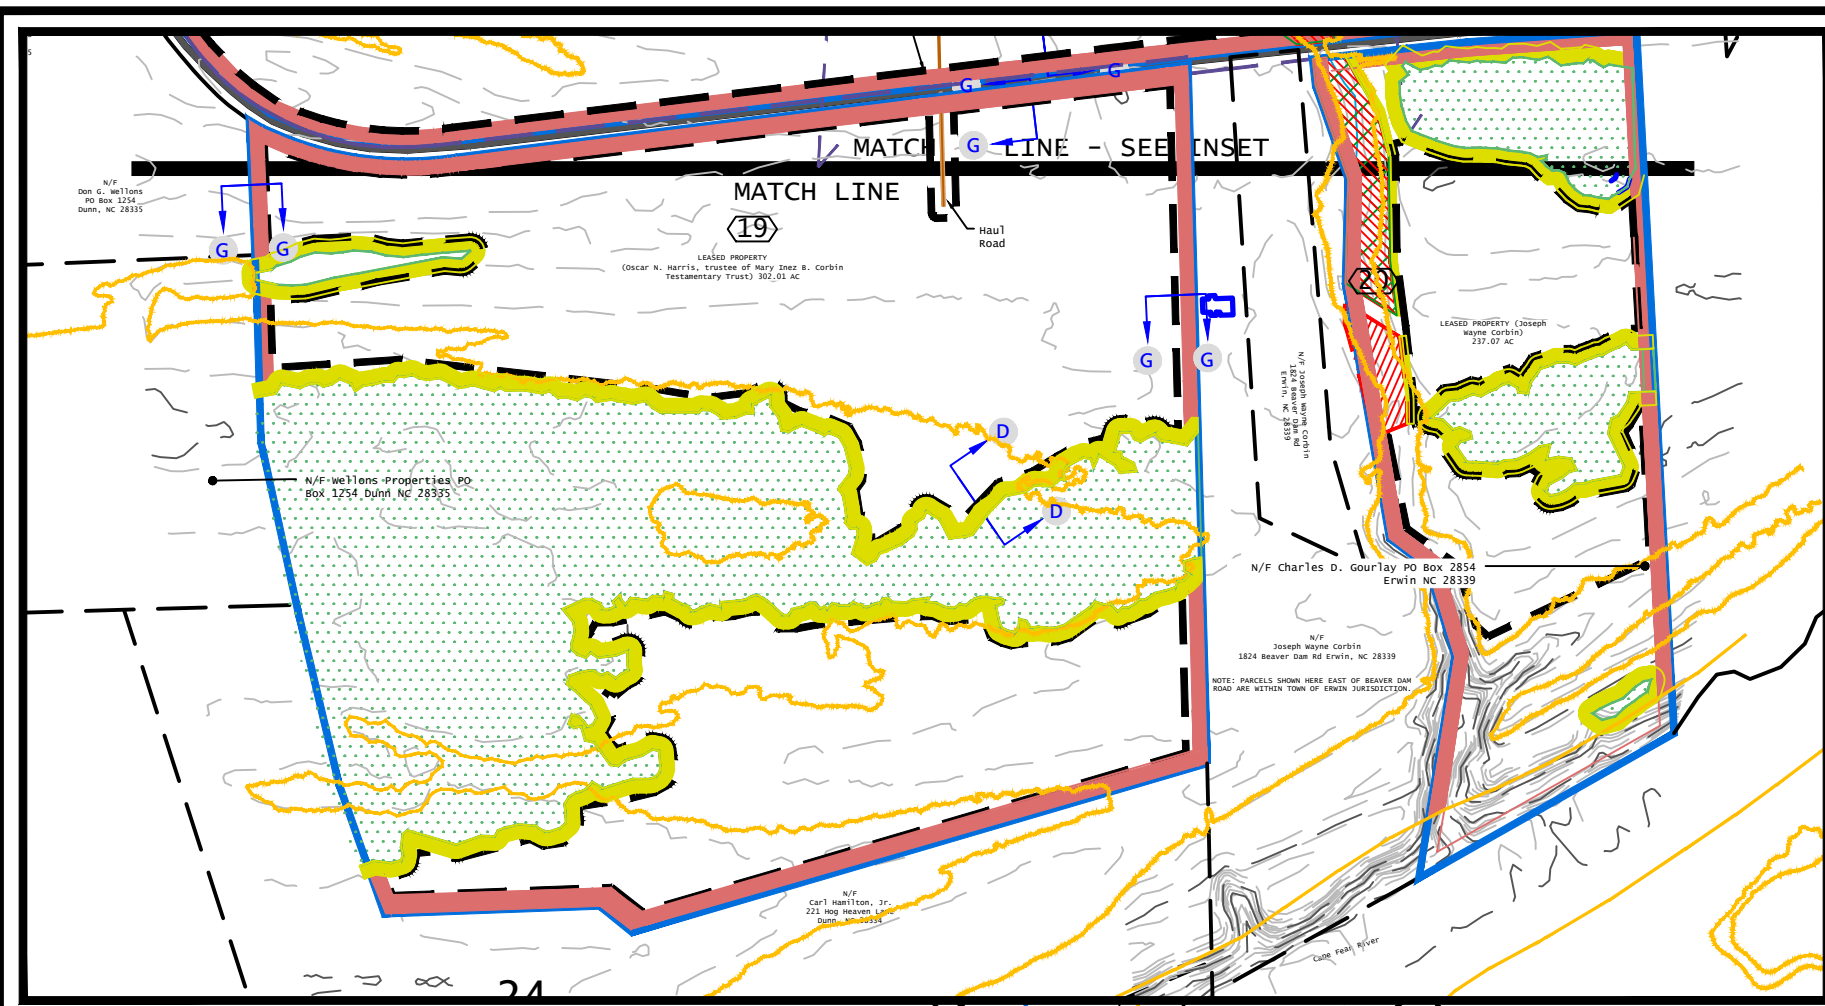 G
G
MATCH G LINE - SEE INSET
MATCH LINE
N/F
Don G. Wellons
PO Box 1254
Dunn, NC 28335
19
Haul
Road
G
G
LEASED PROPERTY
(Oscar N. Harris, trustee of Mary Inez B. Corbin
Testamentary Trust) 302.01 AC
LEASED PROPERTY (Joseph
Wayne Corbin)
237.07 AC
G
G
N/F Joseph Wayne Corbin
1824 Beaver Dam Rd
Erwin, NC 28339
D
N/F Wellons Properties PO
Box 1254 Dunn NC 28335
D
N/F Charles D. Gourlay PO Box 2854
Erwin NC 28339
N/F
Joseph Wayne Corbin
1824 Beaver Dam Rd Erwin, NC 28339
NOTE: PARCELS SHOWN HERE EAST OF BEAVER DAM
ROAD ARE WITHIN TOWN OF ERWIN JURISDICTION.
N/F
Carl Hamilton, Jr.
221 Hog Heaven Lane
Dunn, NC 28334
Cape Fear River
24